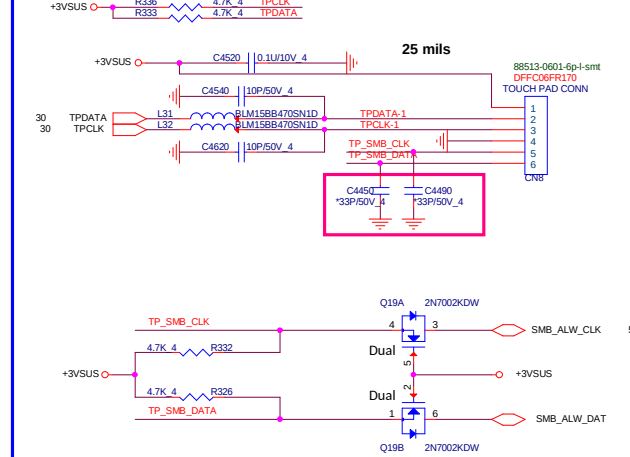 R336 4.7K_4 TPCLK
+3VSUS R333 4.7K_4 TPDATA
25 mils
+3VSUS C4520 0.1U/10V_4
88513-0601-6p-l-smt
DFFC06FR170
TOUCH PAD CONN
C4540 10P/50V_4
1
30 TPDATA L31 BLM15BB470SN1D TPDATA-1 2
30 TPCLK L32 BLM15BB470SN1D TPCLK-1 3
4
TP_SMB_CLK 5
C4620 10P/50V_4
TP_SMB_DATA 6
CN8
C4450 C4490
*33P/50V_4 *33P/50V_4
Q19A 2N7002KDW
TP_SMB_CLK 4 3 SMB_ALW_CLK
4.7K_4 R332 Dual 5
+3VSUS +3VSUS
4.7K_4 R326 Dual 2
TP_SMB_DATA 1 6 SMB_ALW_DAT
Q19B 2N7002KDW